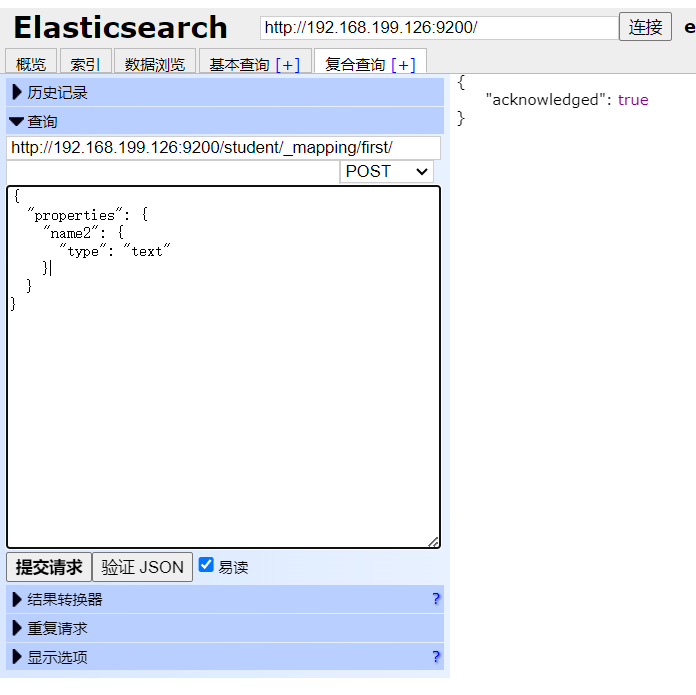 Elasticsearch http://192.168.199.126:9200/ 连接 e
概览 索引 数据浏览 基本查询 [+] 复合查询 [+]
历史记录
查询
http://192.168.199.126:9200/student/_mapping/first/
POST
{
"properties": {
"name2": {
"type": "text"
}
}
}
提交请求 验证 JSON 易读
结果转换器 ?
重复请求
显示选项 ?
{
"acknowledged": true
}